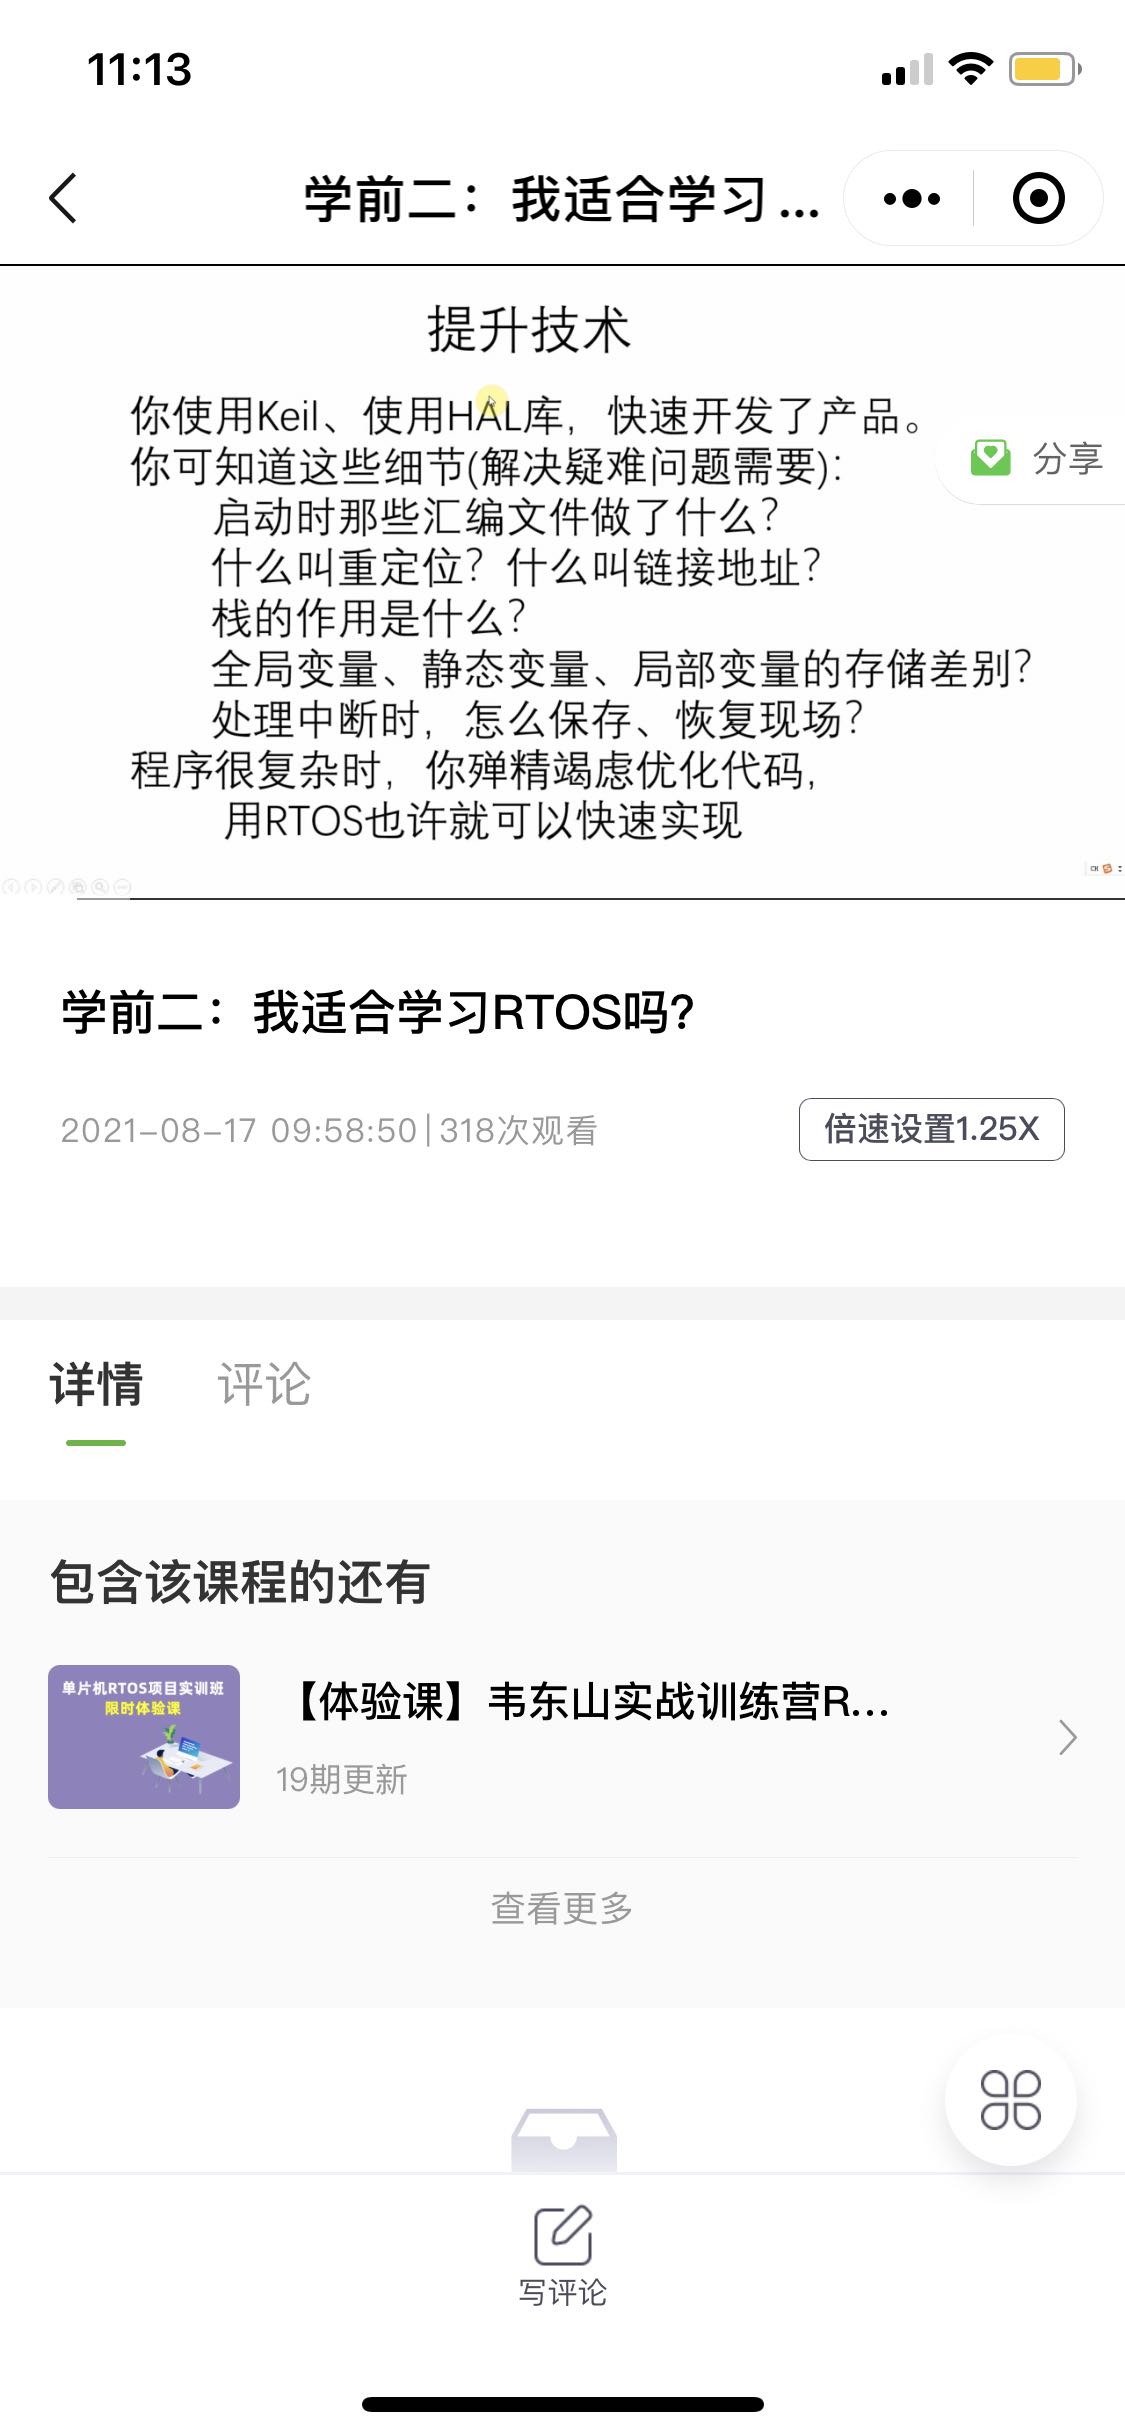 11:13
学前二：我适合学习 ...
提升技术
你使用Keil、使用HAL库，快速开发了产品。
分享
你可知道这些细节(解决疑难问题需要)：
启动时那些汇编文件做了什么？
什么叫重定位？什么叫链接地址？
栈的作用是什么？
全局变量、静态变量、局部变量的存储差别？
处理中断时，怎么保存、恢复现场？
程序很复杂时，你殚精竭虑优化代码，
用RTOS也许就可以快速实现
CH
学前二：我适合学习RTOS吗?
2021-08-17 09:58:50|318次观看
倍速设置1.25X
详情
评论
包含该课程的还有
单片机RTOS项目实训班
限时体验课
【体验课】韦东山实战训练营R...
19期更新
查看更多
写评论